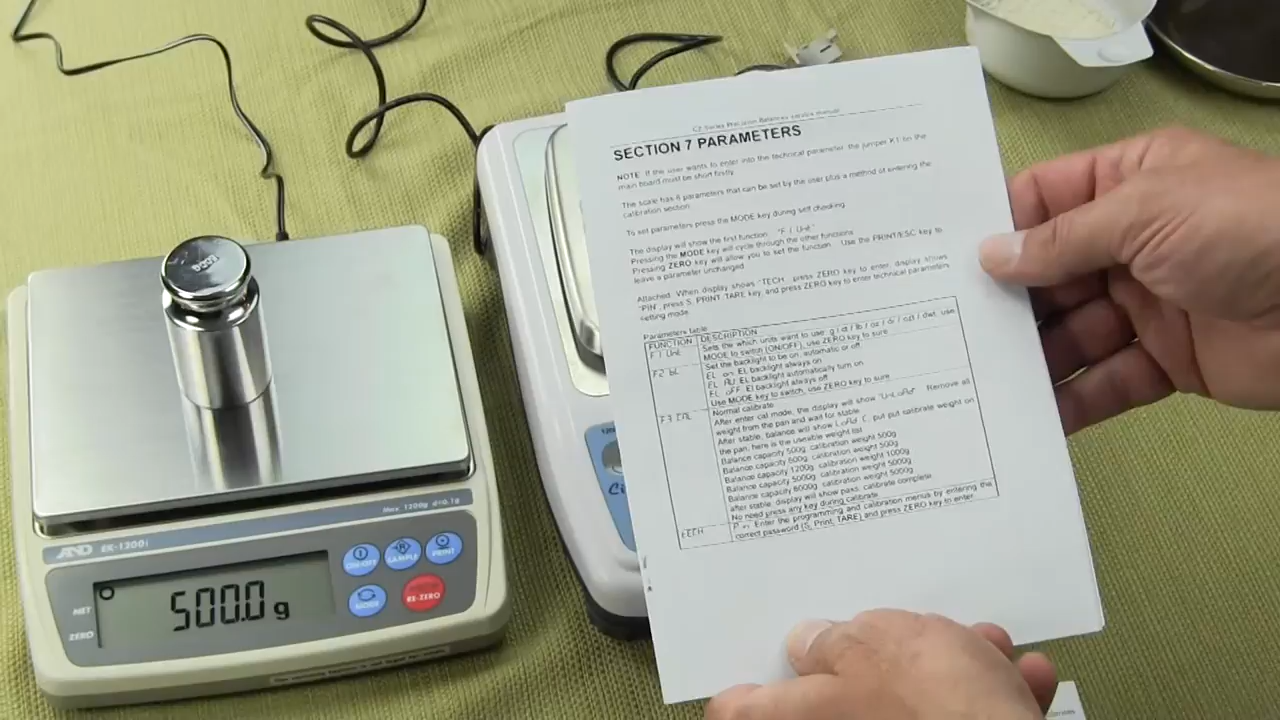 500g
Max 1200g d=0.1g
AND EK-1200i
ON:OFF SAMPLE PRINT
MODE RE-ZERO
NET
ZERO
500.0 g
Ci
Precision Balances service manual
SECTION 7 PARAMETERS
NOTE: If the user wants to enter into the technical parameter the jumper K1 on the
main board must be short firstly.
The scale has 6 parameters that can be set by the user plus a method of entering the
calibration section.
To set parameters press the MODE key during self checking.
The display will show the first function. "F1 Unt"
Pressing the MODE key will cycle through the other functions.
Pressing ZERO key will allow you to set the function. Use the PRINT/ESC key to
leave a parameter unchanged.
Attached: When display shows "TECH", press ZERO key to enter, display shows
"PIN", press S, PRINT, TARE key, and press ZERO key to enter technical parameters
setting mode.
Parameters table
FUNCTION DESCRIPTION
F1 Unt Sets the which units want to use: g / ct / lb / oz / dr / ozt / dwt, use
MODE to switch (ON/OFF), use ZERO key to sure
F2 bL Set the backlight to be on, automatic or off
EL on: EL backlight always on
EL AU: EL backlight automatically turn on
EL oFF: El backlight always off
Use MODE key to switch, use ZERO key to sure
F3 CAL Normal calibrate
After enter cal mode, the display will show "UnLoAd". Remove all
weight from the pan and wait for stable.
After stable, balance will show LoAd C, put put calibrate weight on
the pan, here is the useable weight list
Balance capacity 500g, calibration weight 500g
Balance capacity 600g, calibration weight 500g
Balance capacity 1200g, calibration weight 1000g
Balance capacity 5000g, calibration weight 5000g
Balance capacity 6000g, calibration weight 5000g
after stable, display will show pass, calibrate complete.
No need press any key during calibrate.
tECH P n: Enter the programming and calibration menus by entering the
correct password [S, Print, TARE] and press ZERO key to enter